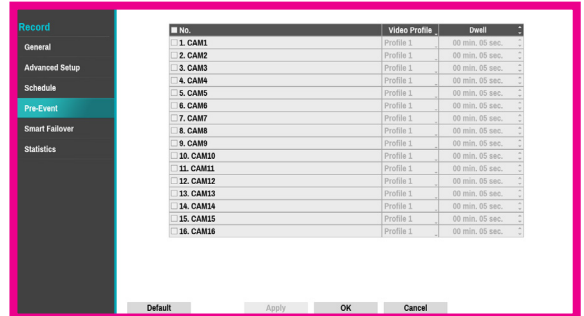 Record
General
Advanced Setup
Schedule
Pre-Event
Smart Failover
Statistics
No. Video Profile Dwell
1. CAM1 Profile 1 00 min. 05 sec.
2. CAM2 Profile 1 00 min. 05 sec.
3. CAM3 Profile 1 00 min. 05 sec.
4. CAM4 Profile 1 00 min. 05 sec.
5. CAM5 Profile 1 00 min. 05 sec.
6. CAM6 Profile 1 00 min. 05 sec.
7. CAM7 Profile 1 00 min. 05 sec.
8. CAM8 Profile 1 00 min. 05 sec.
9. CAM9 Profile 1 00 min. 05 sec.
10. CAM10 Profile 1 00 min. 05 sec.
11. CAM11 Profile 1 00 min. 05 sec.
12. CAM12 Profile 1 00 min. 05 sec.
13. CAM13 Profile 1 00 min. 05 sec.
14. CAM14 Profile 1 00 min. 05 sec.
15. CAM15 Profile 1 00 min. 05 sec.
16. CAM16 Profile 1 00 min. 05 sec.
Default Apply OK Cancel